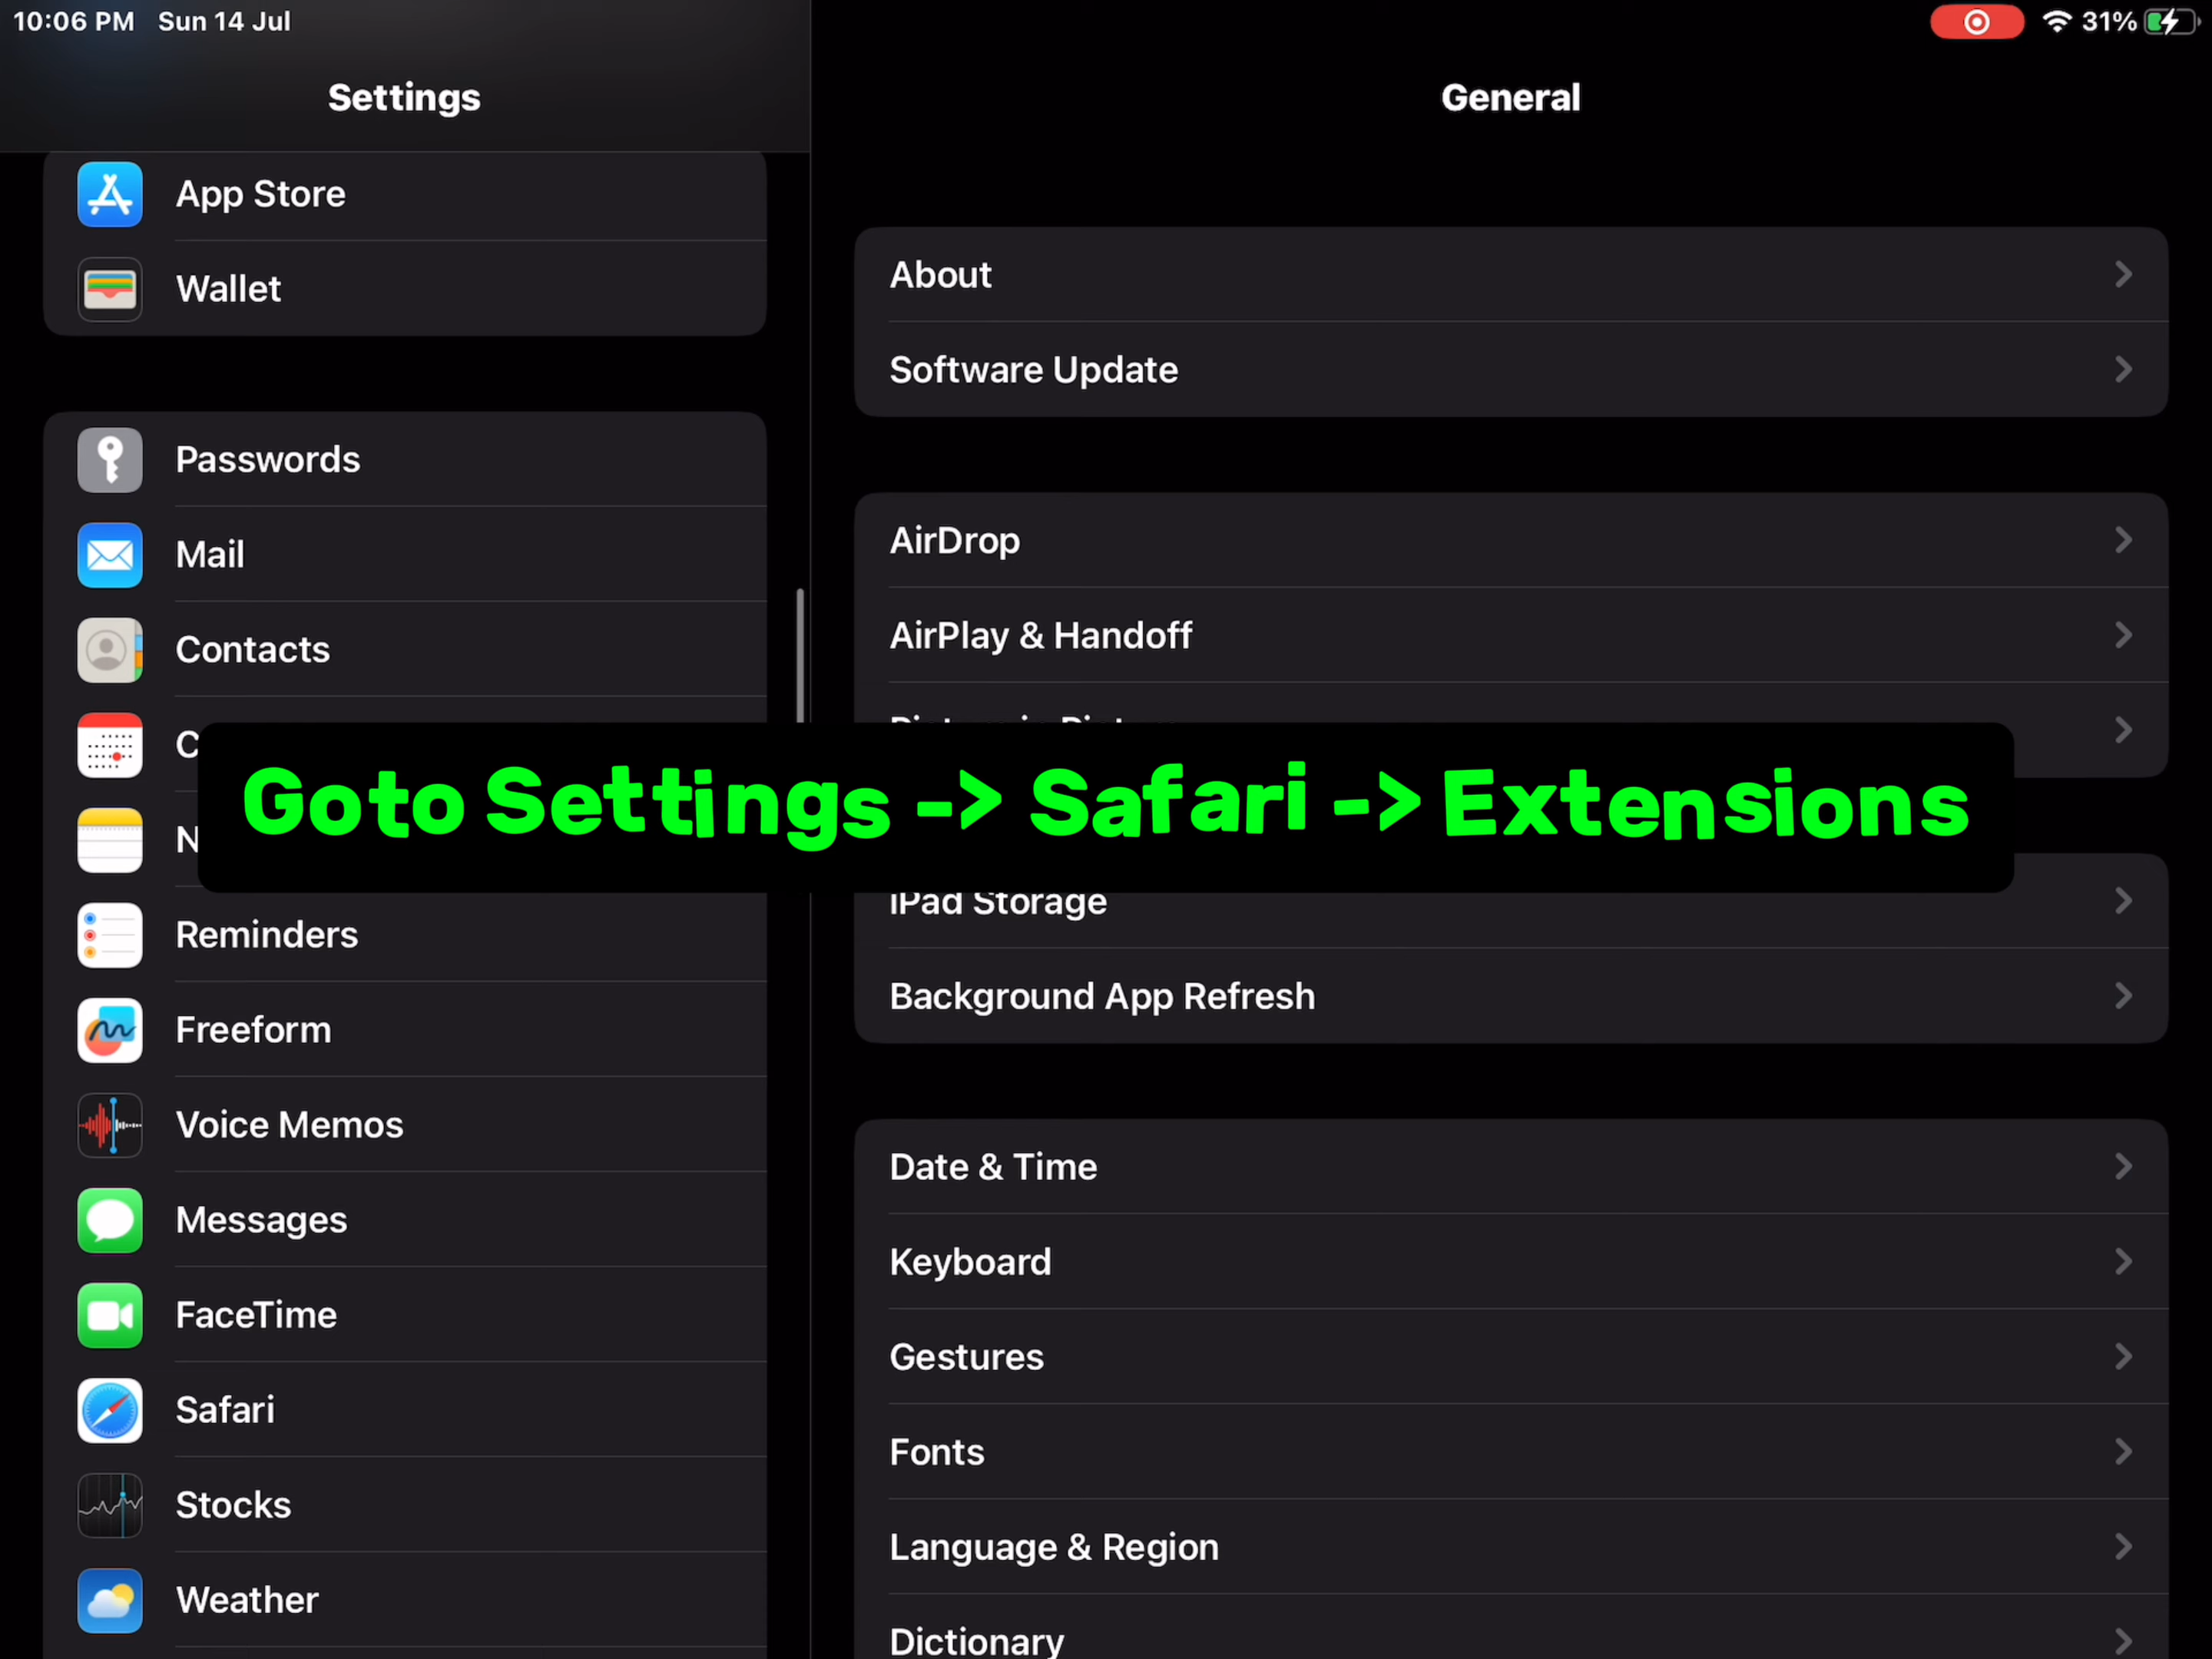 10:06 PM Sun 14 Jul
31%
Settings
App Store
Wallet
Passwords
Mail
Contacts
C
N
Reminders
Freeform
Voice Memos
Messages
FaceTime
Safari
Stocks
Weather
General
About
Software Update
AirDrop
AirPlay & Handoff
Goto Settings -> Safari -> Extensions
iPad Storage
Background App Refresh
Date & Time
Keyboard
Gestures
Fonts
Language & Region
Dictionary